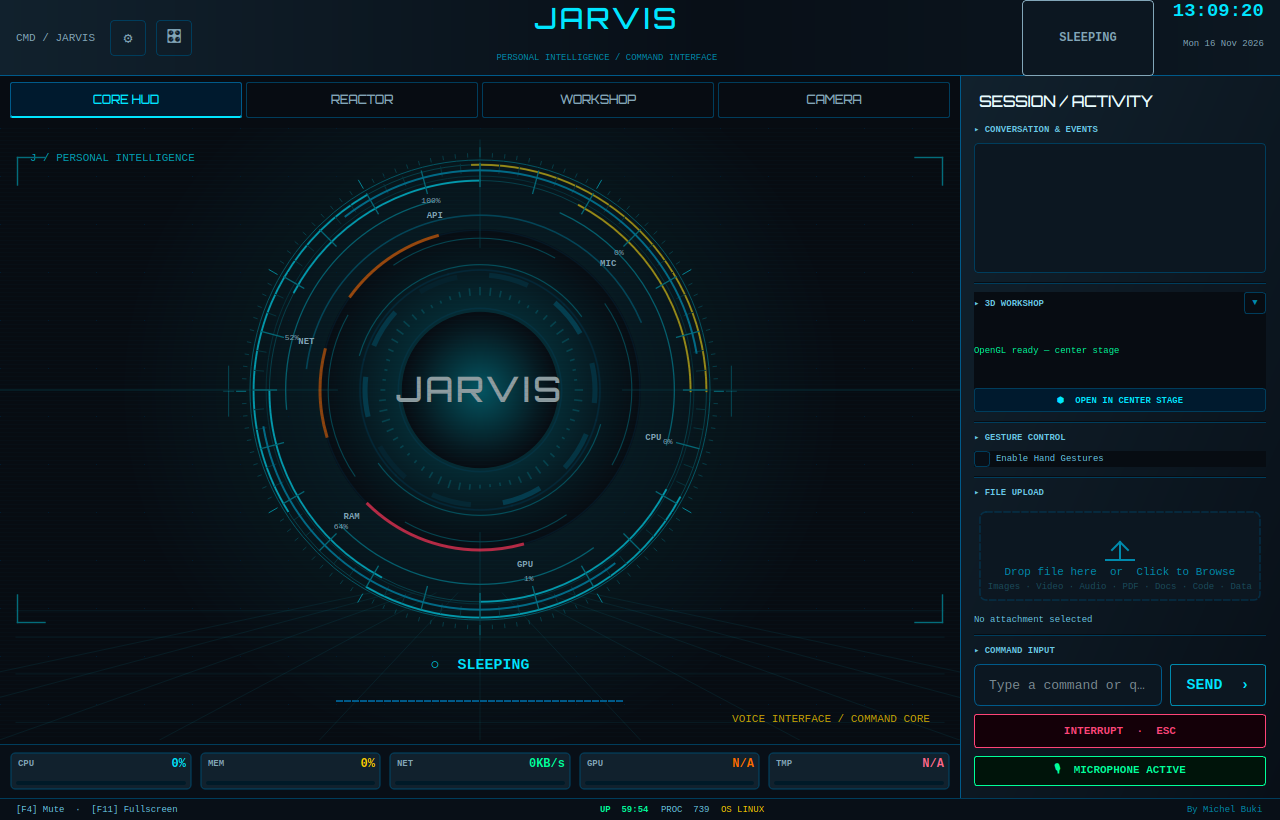 CMD / JARVIS
JARVIS
PERSONAL INTELLIGENCE / COMMAND INTERFACE
SLEEPING
13:09:20
Mon 16 Nov 2026
CORE HUD
REACTOR
WORKSHOP
CAMERA
J / PERSONAL INTELLIGENCE
100%
API
0%
MIC
52%
NET
JARVIS
CPU
0%
RAM
64%
GPU
1%
○ SLEEPING
VOICE INTERFACE / COMMAND CORE
SESSION / ACTIVITY
▸ CONVERSATION & EVENTS
▸ 3D WORKSHOP
▼
OpenGL ready — center stage
⬢ OPEN IN CENTER STAGE
▸ GESTURE CONTROL
Enable Hand Gestures
▸ FILE UPLOAD
Drop file here or Click to Browse
Images · Video · Audio · PDF · Docs · Code · Data
No attachment selected
▸ COMMAND INPUT
Type a command or q…
SEND ›
INTERRUPT · ESC
🎙 MICROPHONE ACTIVE
CPU 0%
MEM 0%
NET 0KB/s
GPU N/A
TMP N/A
[F4] Mute · [F11] Fullscreen
UP 59:54 PROC 739 OS LINUX
By Michel Buki